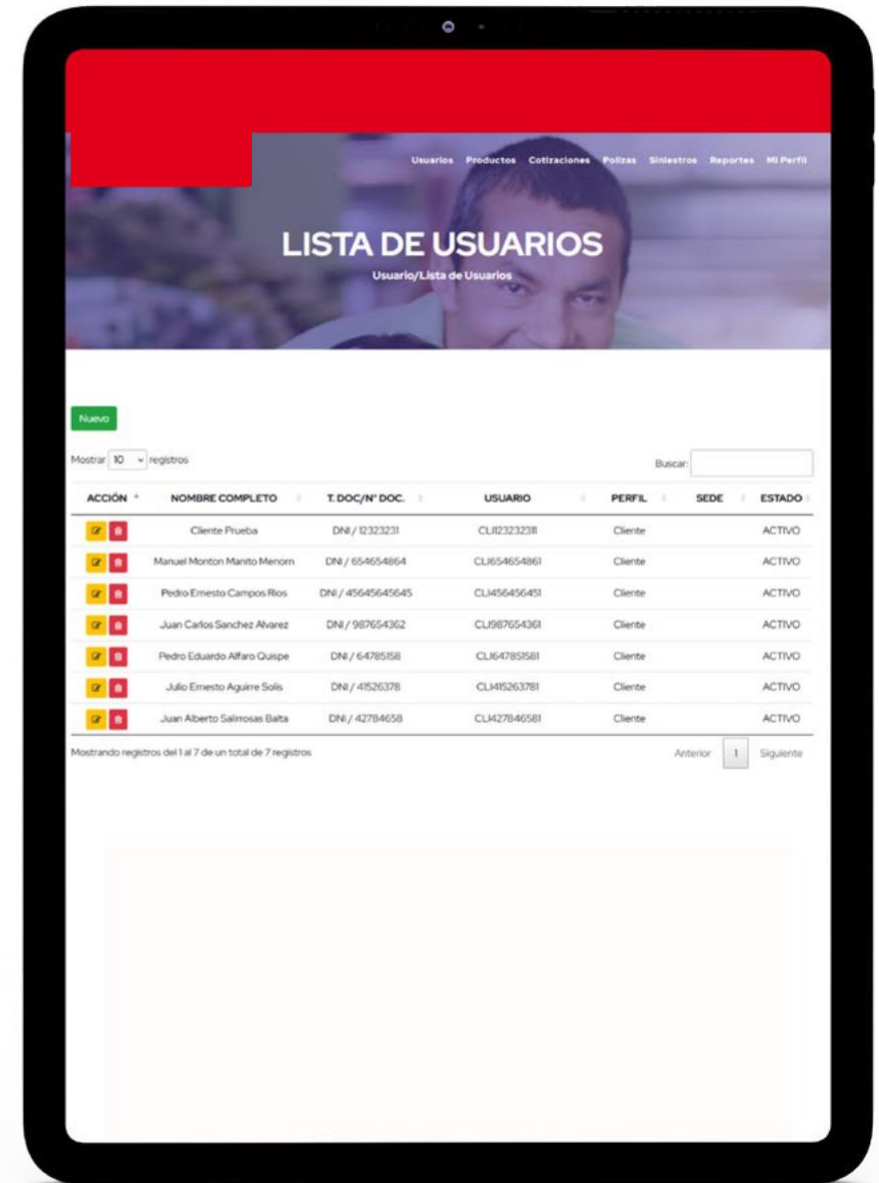 Usuarios Productos Cotizaciones Polizas Siniestros Reportes Mi Perfil
LISTA DE USUARIOS
Usuario/Lista de Usuarios
Nuevo
Mostrar 10 registros Buscar:
ACCIÓN NOMBRE COMPLETO T. DOC/N° DOC. USUARIO PERFIL SEDE ESTADO
Cliente Prueba DNI / 12323231 CLI123232311 Cliente ACTIVO
Manuel Monton Manito Menorn DNI / 654654864 CLI654654861 Cliente ACTIVO
Pedro Ernesto Campos Rios DNI / 45645645645 CLI456456451 Cliente ACTIVO
Juan Carlos Sanchez Alvarez DNI / 987654362 CLI987654361 Cliente ACTIVO
Pedro Eduardo Alfaro Quispe DNI / 64785158 CLI647851581 Cliente ACTIVO
Julio Ernesto Aguirre Solis DNI / 41526378 CLI415263781 Cliente ACTIVO
Juan Alberto Salirrosas Balta DNI / 42784658 CLI427846581 Cliente ACTIVO
Mostrando registros del 1 al 7 de un total de 7 registros Anterior 1 Siguiente